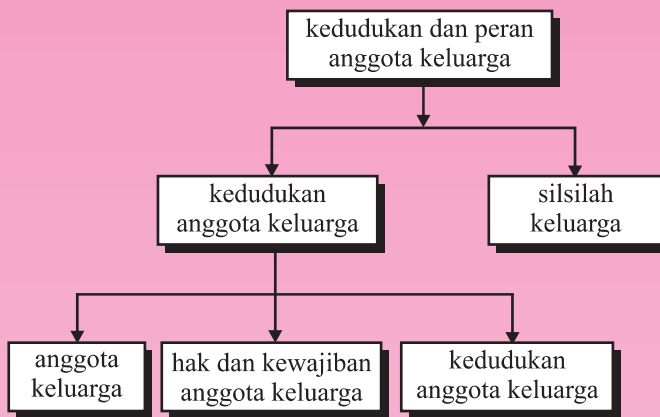 kedudukan dan peran
anggota keluarga
kedudukan
anggota keluarga
silsilah
keluarga
anggota
keluarga
hak dan kewajiban
anggota keluarga
kedudukan
anggota keluarga